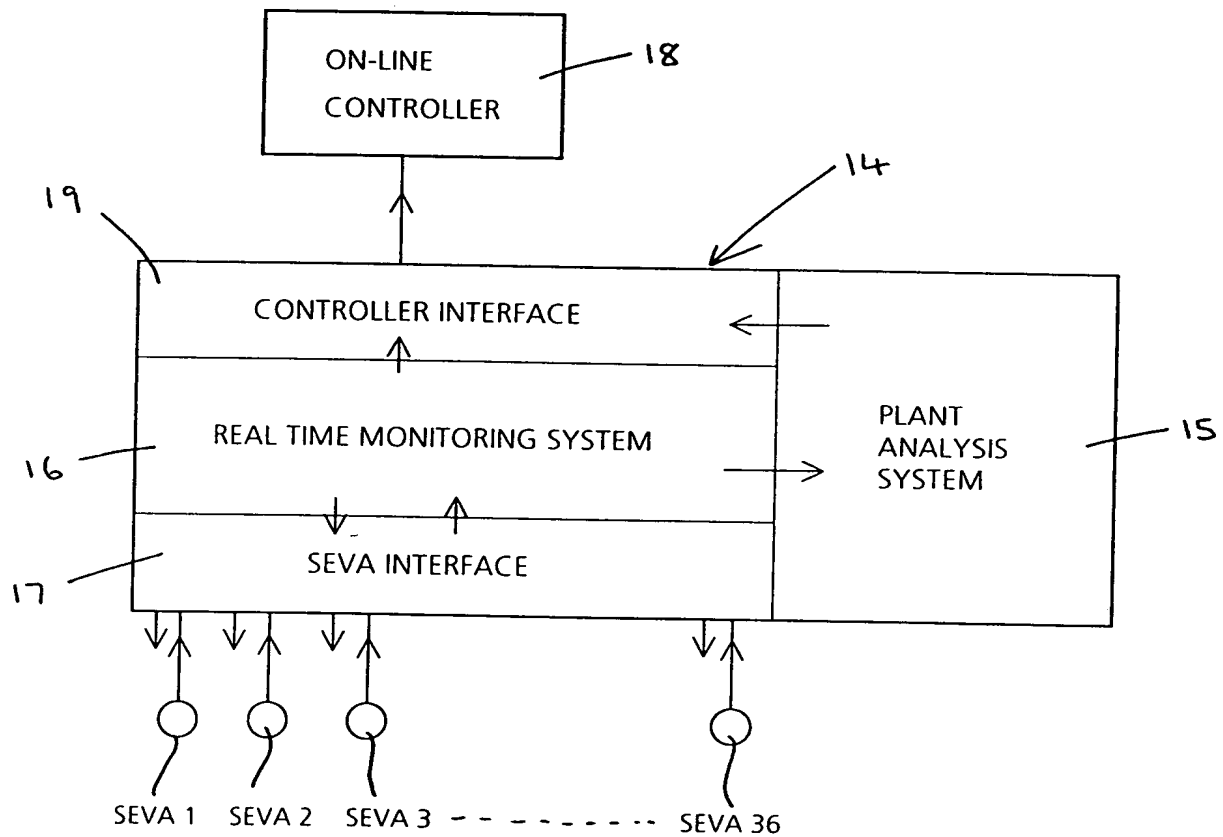 ON-LINE
CONTROLLER
18
14
19
CONTROLLER INTERFACE
REAL TIME MONITORING SYSTEM
PLANT
ANALYSIS
SYSTEM
15
16
SEVA INTERFACE
17
SEVA 1 SEVA 2 SEVA 3 - - - - - - - - - SEVA 36